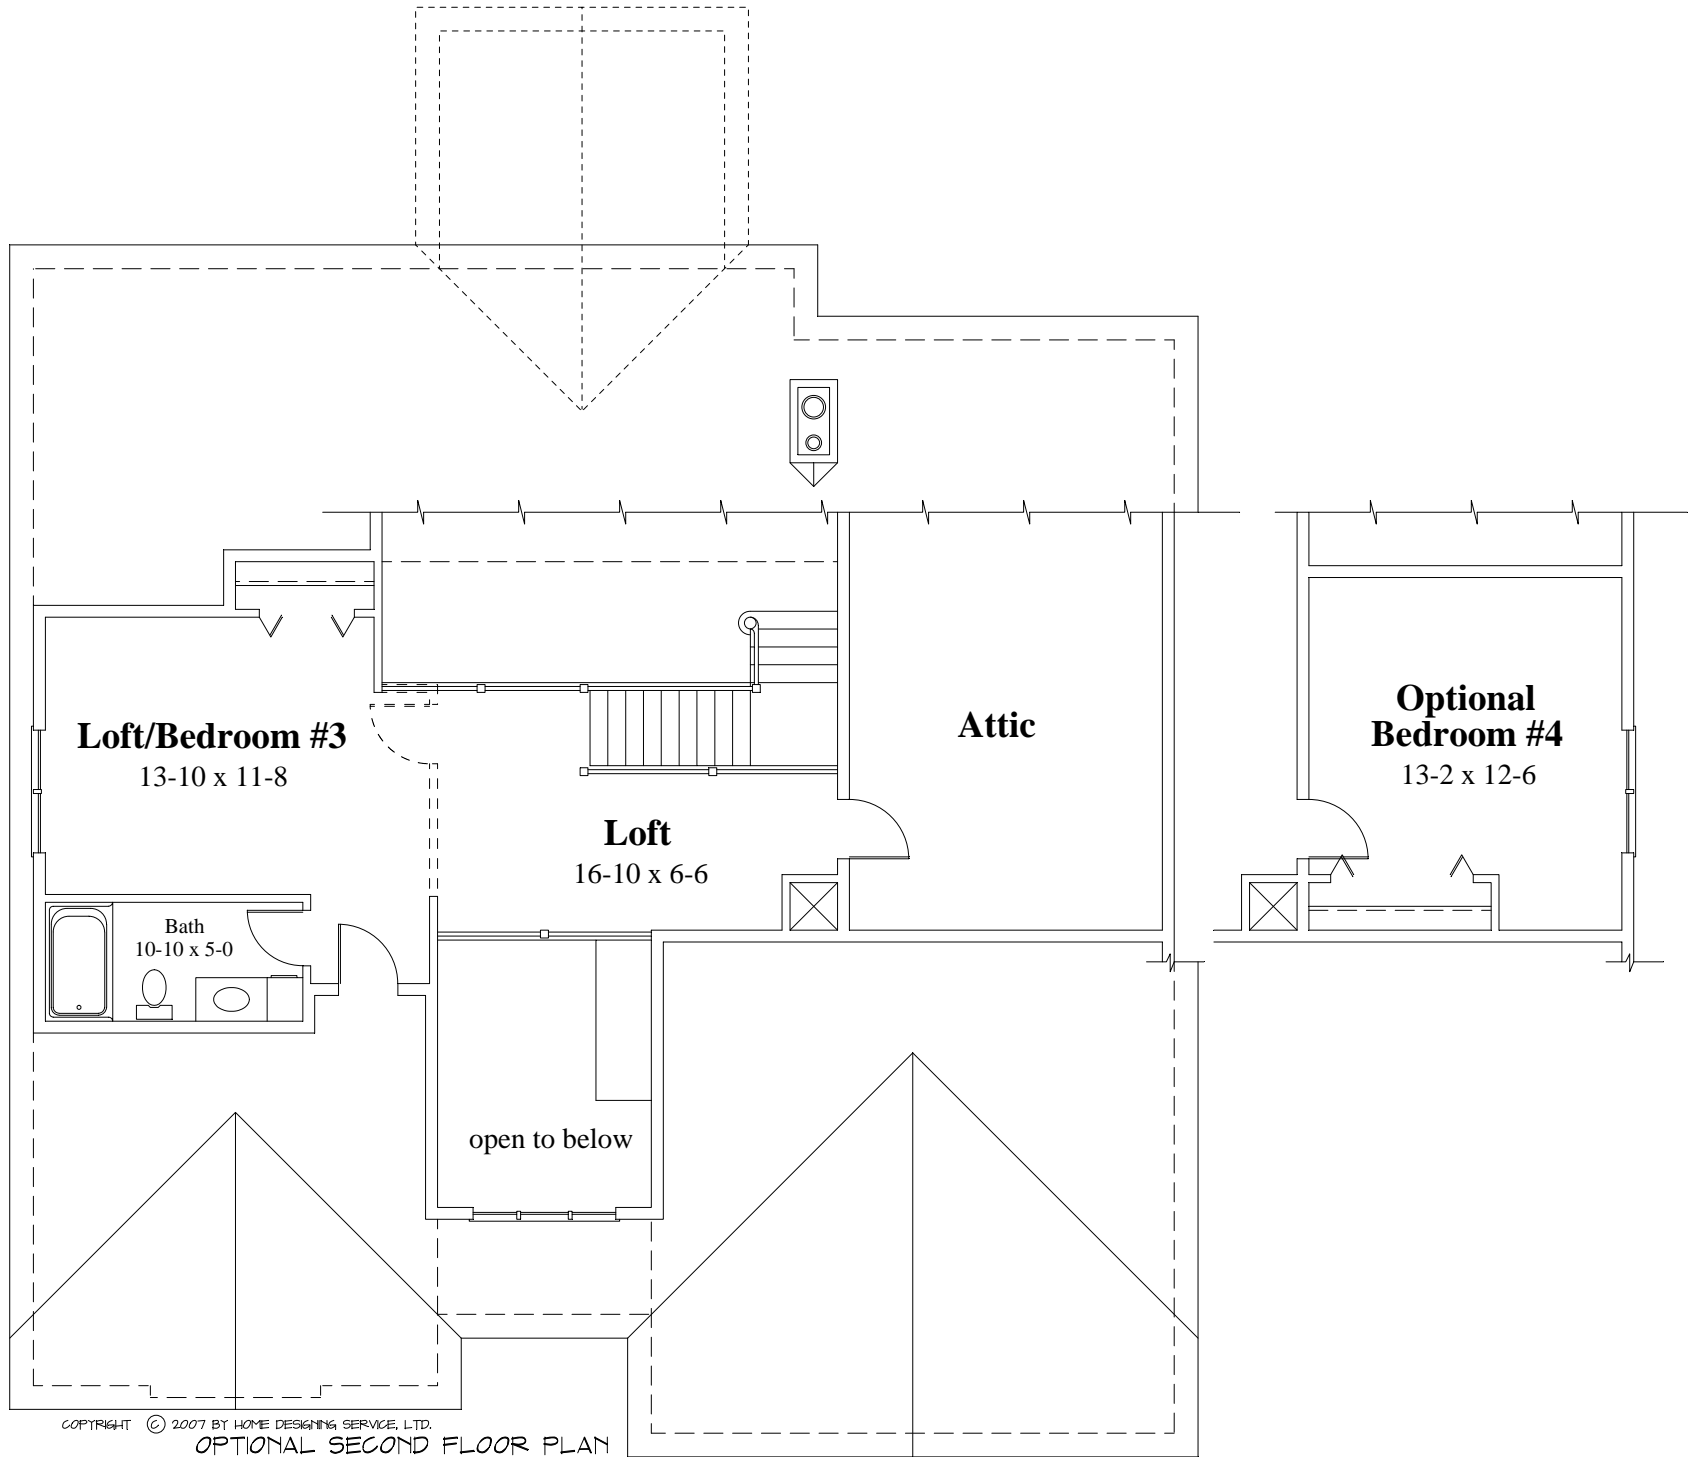 Loft/Bedroom #3
13-10 x 11-8
Loft
16-10 x 6-6
Attic
Optional
Bedroom #4
13-2 x 12-6
Bath
10-10 x 5-0
open to below
COPYRIGHT © 2007 BY HOME DESIGNING SERVICE, LTD.
OPTIONAL SECOND FLOOR PLAN